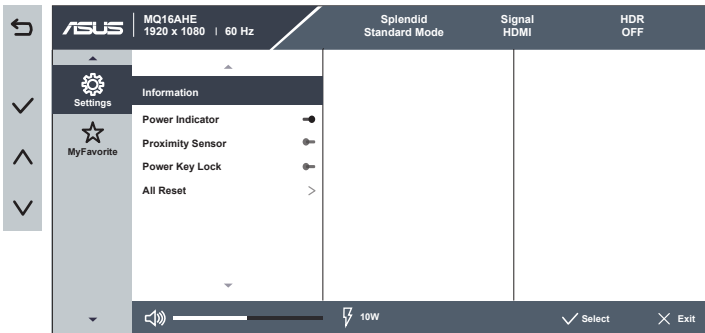 ASUS
MQ16AHE
1920 x 1080 | 60 Hz
Splendid
Standard Mode
Signal
HDMI
HDR
OFF
Settings
MyFavorite
Information
Power Indicator
Proximity Sensor
Power Key Lock
All Reset
10W
Select
Exit